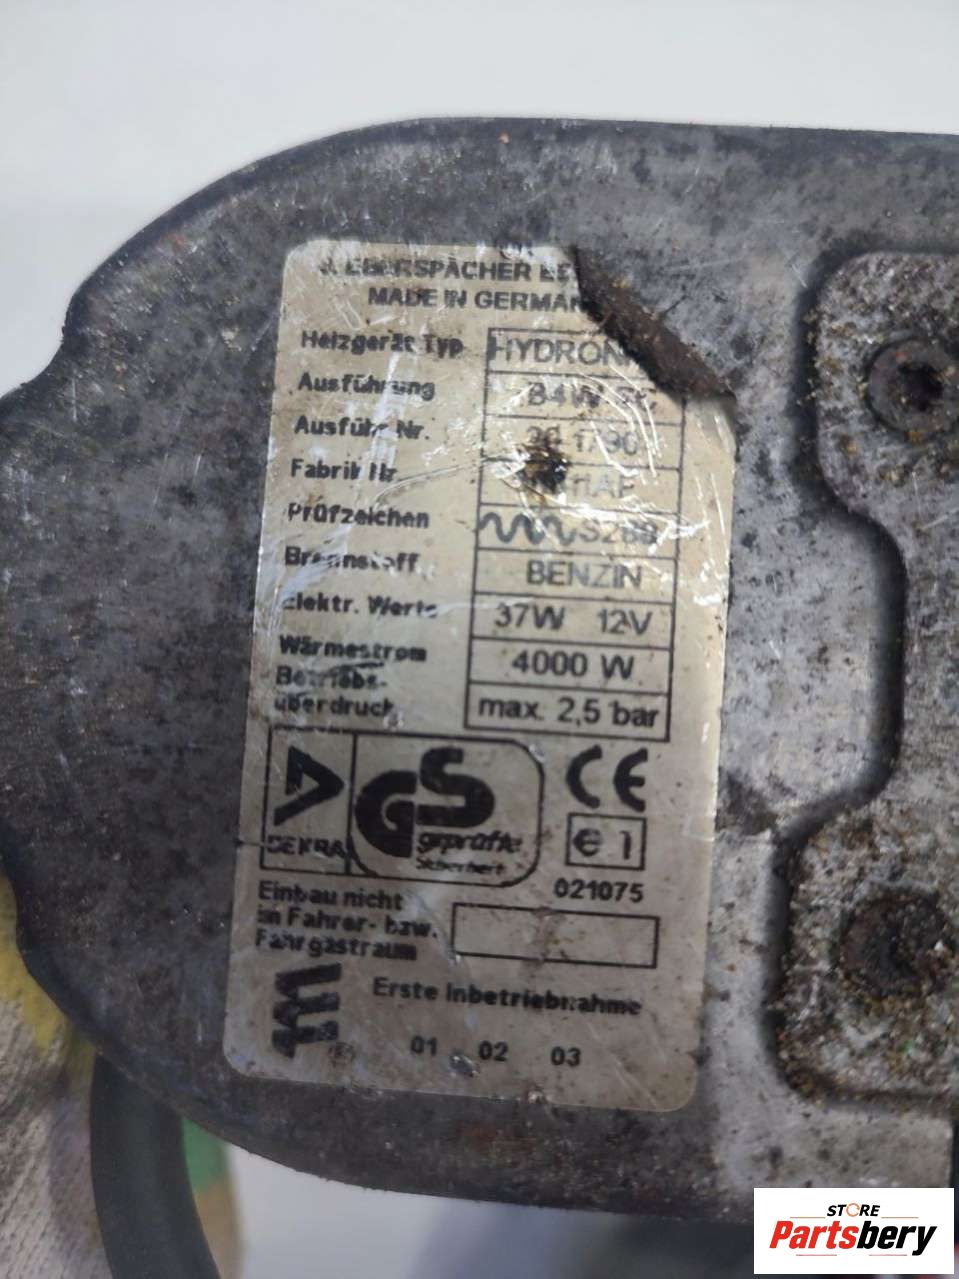 J. EBERSPÄCHER
MADE IN GERMAN
Heizgerät Typ HYDRON
Ausführung B4W SC
Ausführ Nr.
Fabrik Nr
Prüfzeichen
Brennstoff BENZIN
Elektr. Werte 37W 12V
Wärmestrom 4000 W
Betriebs-
überdruck max. 2,5 bar
DEKRA
GS
geprüfte
Sicherheit
CE
e 1
021075
Einbau nicht
im Fahrer- bzw.
Fahrgastraum
Erste Inbetriebnahme
01 02 03
®
STORE
Partsbery